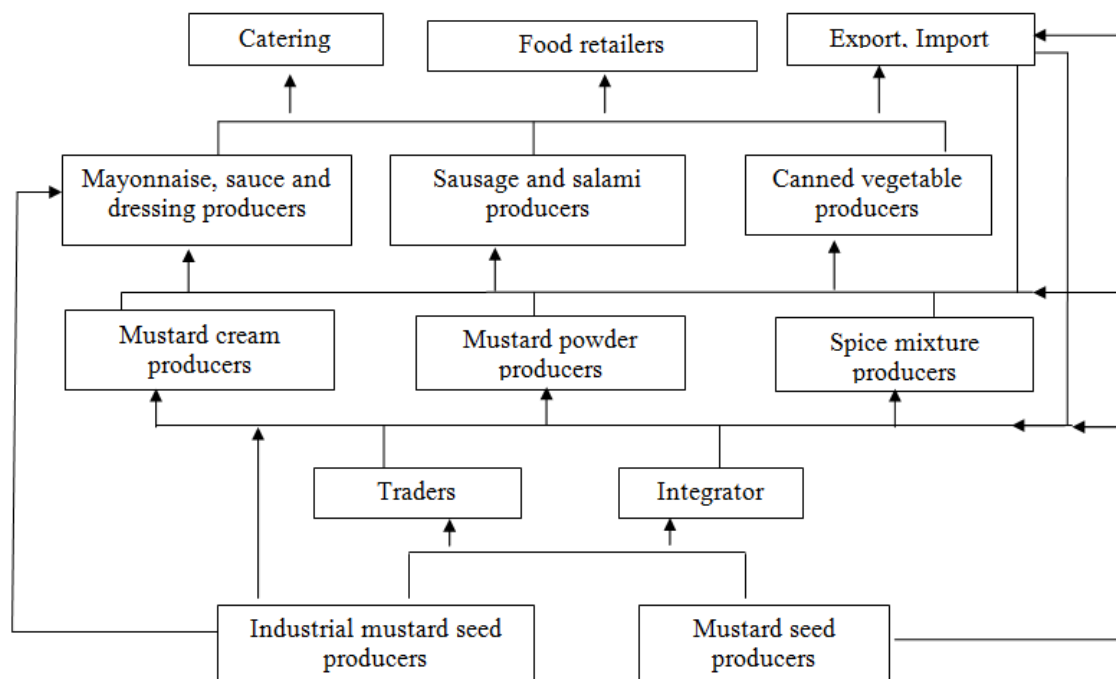 Catering
Food retailers
Export, Import
Mayonnaise, sauce and
dressing producers
Sausage and salami
producers
Canned vegetable
producers
Mustard cream
producers
Mustard powder
producers
Spice mixture
producers
Traders
Integrator
Industrial mustard seed
producers
Mustard seed
producers